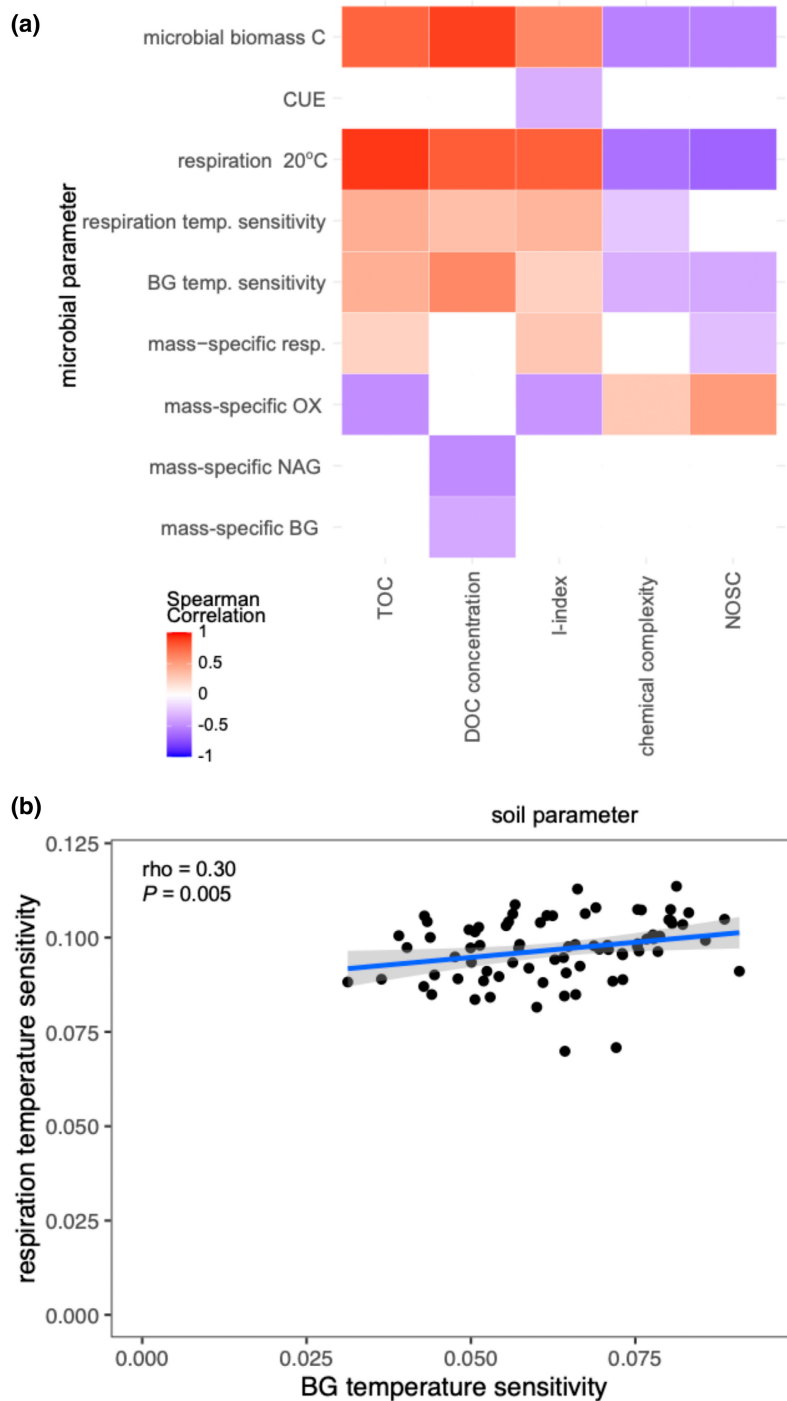 (a)
microbial parameter
microbial biomass C
CUE
respiration 20°C
respiration temp. sensitivity
BG temp. sensitivity
mass−specific resp.
mass-specific OX
mass-specific NAG
mass-specific BG
TOC
DOC concentration
I-index
chemical complexity
NOSC
Spearman
Correlation
1
0.5
0
-0.5
-1
soil parameter
(b)
rho = 0.30
P = 0.005
respiration temperature sensitivity
0.125
0.100
0.075
0.050
0.025
0.000
0.000
0.025
0.050
0.075
BG temperature sensitivity